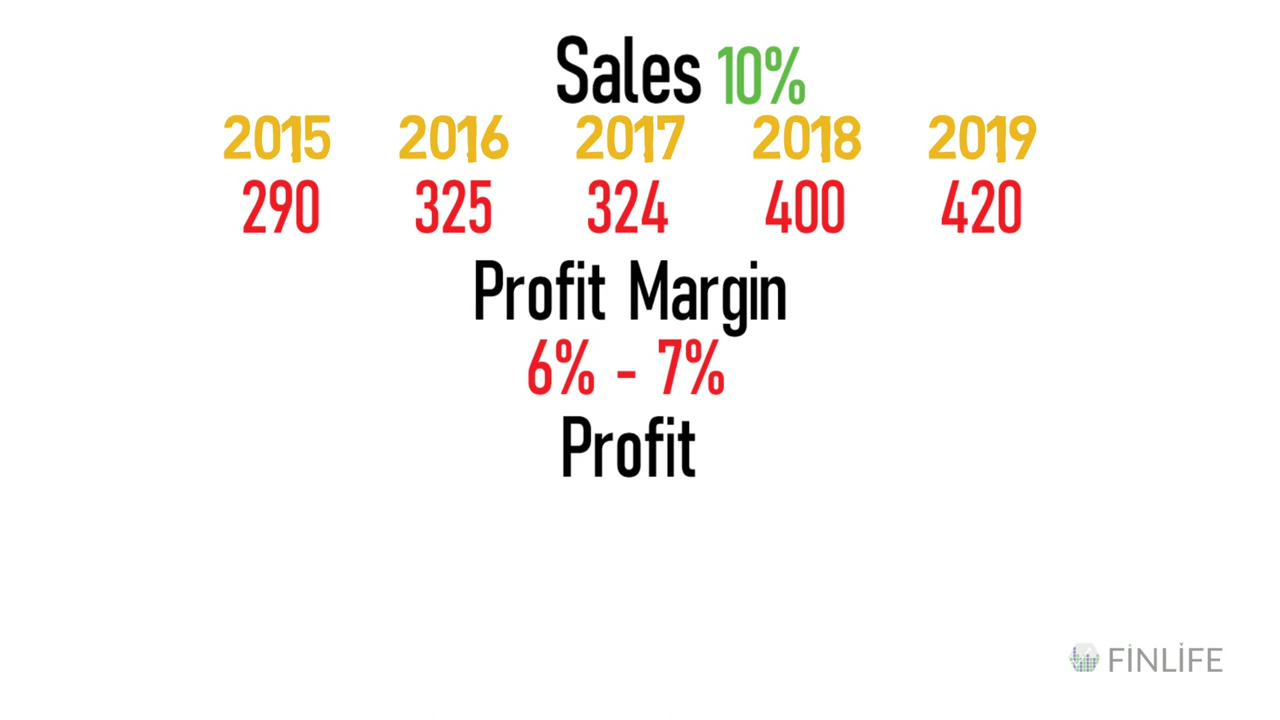 Sales 10%
2015 2016 2017 2018 2019
290 325 324 400 420
Profit Margin
6% - 7%
Profit
FİNLİFE